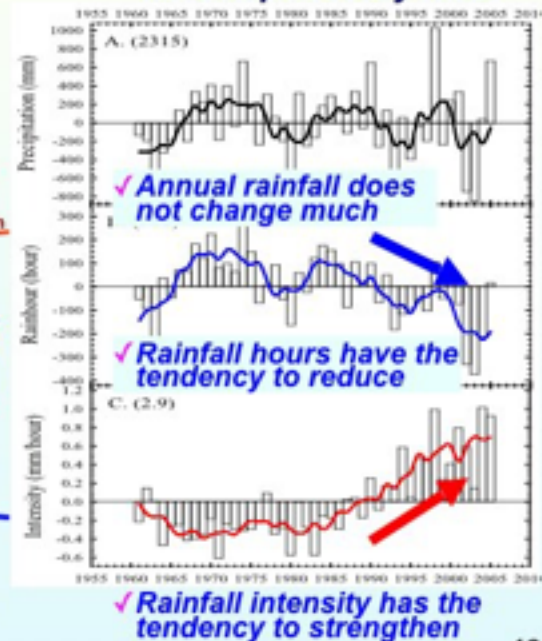 1955 1960 1965 1970 1975 1980 1985 1990 1995 2000 2005
A. (2315)
Precipitation (mm)
1000
600
400
200
0
-200
-400
-600
-800
✓Annual rainfall does
not change much
Rainhour (hour)
300
200
100
0
-100
-200
-300
-400
✓Rainfall hours have the
tendency to reduce
C. (2.9)
Intensity (mm/hour)
1.2
1.0
0.8
0.6
0.4
0.2
0.0
-0.2
-0.4
-0.6
1955 1960 1965 1970 1975 1980 1985 1990 1995 2000 2005
✓Rainfall intensity has the
tendency to strengthen